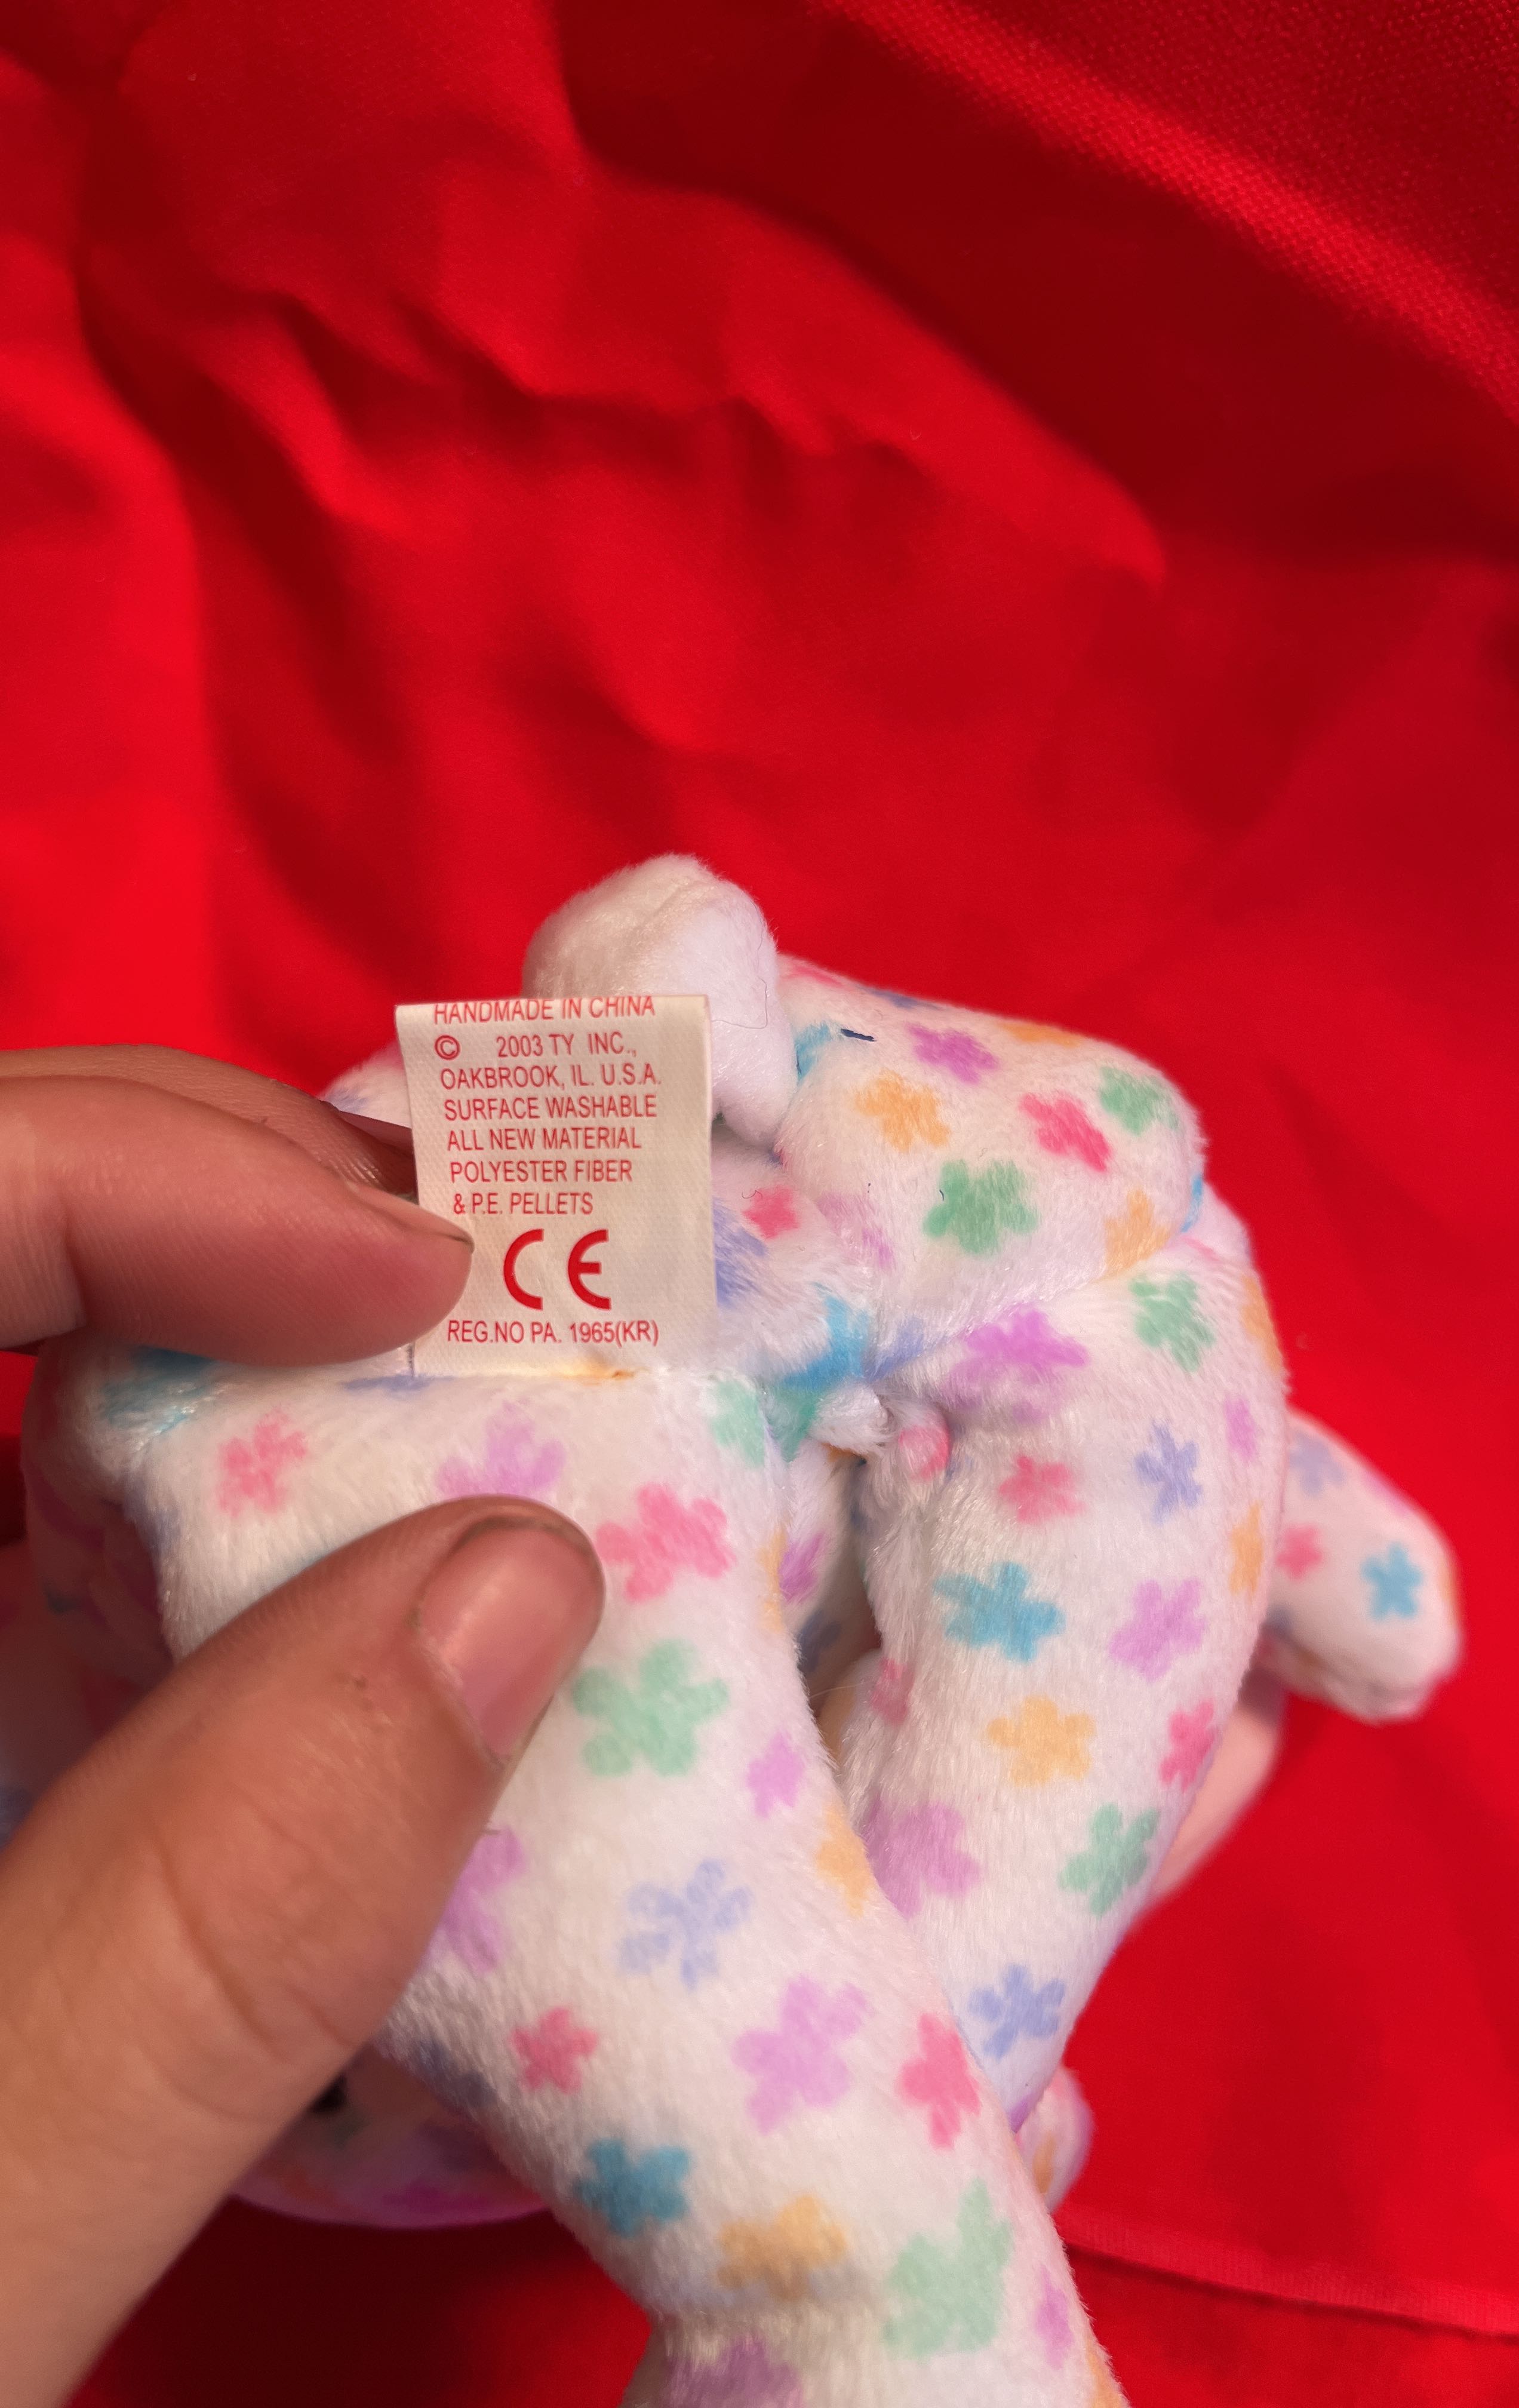 HANDMADE IN CHINA
© 2003 TY INC.,
OAKBROOK, IL. U.S.A.
SURFACE WASHABLE
ALL NEW MATERIAL
POLYESTER FIBER
& P.E. PELLETS
CE
REG.NO PA. 1965(KR)